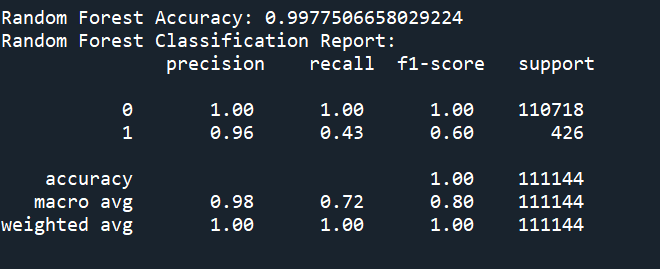 Random Forest Accuracy: 0.9977506658029224
Random Forest Classification Report:
precision recall f1-score support
0 1.00 1.00 1.00 110718
1 0.96 0.43 0.60 426
accuracy 1.00 111144
macro avg 0.98 0.72 0.80 111144
weighted avg 1.00 1.00 1.00 111144